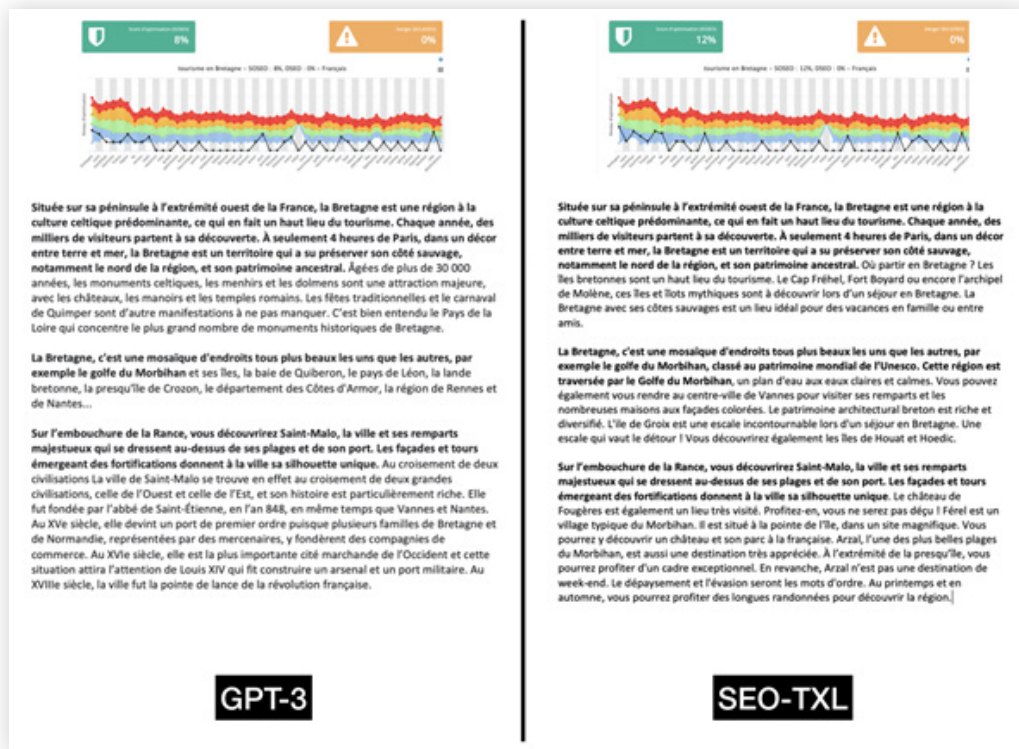 Score d'optimisation (SOSEO)
8%
Danger SEO (DSEO)
0%
tourisme en Bretagne – SOSEO : 8%, DSEO : 0% – Français
Située sur sa péninsule à l'extrémité ouest de la France, la Bretagne est une région à la
culture celtique prédominante, ce qui en fait un haut lieu du tourisme. Chaque année, des
milliers de visiteurs partent à sa découverte. À seulement 4 heures de Paris, dans un décor
entre terre et mer, la Bretagne est un territoire qui a su préserver son côté sauvage,
notamment le nord de la région, et son patrimoine ancestral. Âgées de plus de 30 000
années, les monuments celtiques, les menhirs et les dolmens sont une attraction majeure,
avec les châteaux, les manoirs et les temples romains. Les fêtes traditionnelles et le carnaval
de Quimper sont d'autre manifestations à ne pas manquer. C'est bien entendu le Pays de la
Loire qui concentre le plus grand nombre de monuments historiques de Bretagne.
La Bretagne, c'est une mosaïque d'endroits tous plus beaux les uns que les autres, par
exemple le golfe du Morbihan et ses îles, la baie de Quiberon, le pays de Léon, la lande
bretonne, la presqu'île de Crozon, le département des Côtes d'Armor, la région de Rennes et
de Nantes...
Sur l'embouchure de la Rance, vous découvrirez Saint-Malo, la ville et ses remparts
majestueux qui se dressent au-dessus de ses plages et de son port. Les façades et tours
émergeant des fortifications donnent à la ville sa silhouette unique. Au croisement de deux
civilisations La ville de Saint-Malo se trouve en effet au croisement de deux grandes
civilisations, celle de l'Ouest et celle de l'Est, et son histoire est particulièrement riche. Elle
fut fondée par l'abbé de Saint-Étienne, en l'an 848, en même temps que Vannes et Nantes.
Au XVe siècle, elle devint un port de premier ordre puisque plusieurs familles de Bretagne et
de Normandie, représentées par des mercenaires, y fondèrent des compagnies de
commerce. Au XVIe siècle, elle est la plus importante cité marchande de l'Occident et cette
situation attira l'attention de Louis XIV qui fit construire un arsenal et un port militaire. Au
XVIIIe siècle, la ville fut la pointe de lance de la révolution française.
GPT-3
Score d'optimisation (SOSEO)
12%
Danger SEO (DSEO)
0%
tourisme en Bretagne – SOSEO : 12%, DSEO : 0% – Français
Située sur sa péninsule à l'extrémité ouest de la France, la Bretagne est une région à la
culture celtique prédominante, ce qui en fait un haut lieu du tourisme. Chaque année, des
milliers de visiteurs partent à sa découverte. À seulement 4 heures de Paris, dans un décor
entre terre et mer, la Bretagne est un territoire qui a su préserver son côté sauvage,
notamment le nord de la région, et son patrimoine ancestral. Où partir en Bretagne ? Les
îles bretonnes sont un haut lieu du tourisme. Le Cap Fréhel, Fort Boyard ou encore l'archipel
de Molène, ces îles et îlots mythiques sont à découvrir lors d'un séjour en Bretagne. La
Bretagne avec ses côtes sauvages est un lieu idéal pour des vacances en famille ou entre
amis.
La Bretagne, c'est une mosaïque d'endroits tous plus beaux les uns que les autres, par
exemple le golfe du Morbihan, classé au patrimoine mondial de l'Unesco. Cette région est
traversée par le Golfe du Morbihan, un plan d'eau aux eaux claires et calmes. Vous pouvez
également vous rendre au centre-ville de Vannes pour visiter ses remparts et les
nombreuses maisons aux façades colorées. Le patrimoine architectural breton est riche et
diversifié. L'île de Groix est une escale incontournable lors d'un séjour en Bretagne. Une
escale qui vaut le détour ! Vous découvrirez également les îles de Houat et Hoedic.
Sur l'embouchure de la Rance, vous découvrirez Saint-Malo, la ville et ses remparts
majestueux qui se dressent au-dessus de ses plages et de son port. Les façades et tours
émergeant des fortifications donnent à la ville sa silhouette unique. Le château de
Fougères est également un lieu très visité. Profitez-en, vous ne serez pas déçu ! Férel est un
village typique du Morbihan. Il est situé à la pointe de l'île, dans un site magnifique. Vous
pourrez y découvrir un château et son parc à la française. Arzal, l'une des plus belles plages
du Morbihan, est aussi une destination très appréciée. À l'extrémité de la presqu'île, vous
pourrez profiter d'un cadre exceptionnel. En revanche, Arzal n'est pas une destination de
week-end. Le dépaysement et l'évasion seront les mots d'ordre. Au printemps et en
automne, vous pourrez profiter des longues randonnées pour découvrir la région.
SEO-TXL